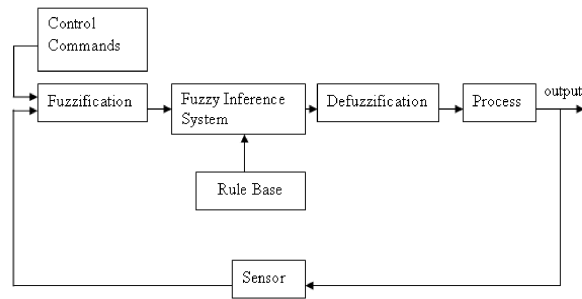 Control
Commands
Fuzzification
Fuzzy Inference
System
Defuzzification
Process
output
Rule Base
Sensor